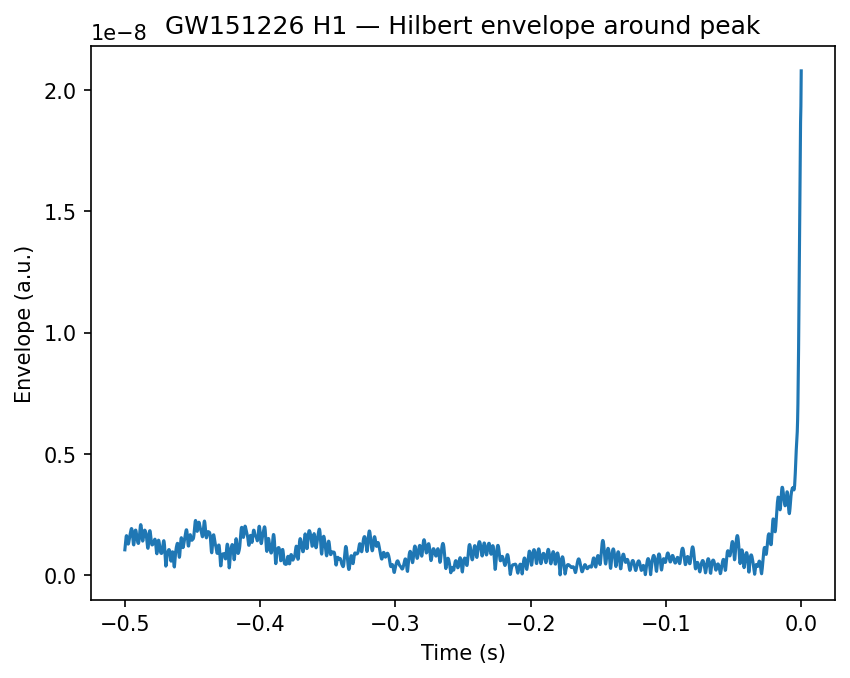 GW151226 H1 — Hilbert envelope around peak
1e−8
2.0
1.5
1.0
0.5
0.0
Envelope (a.u.)
−0.5 −0.4 −0.3 −0.2 −0.1 0.0
Time (s)